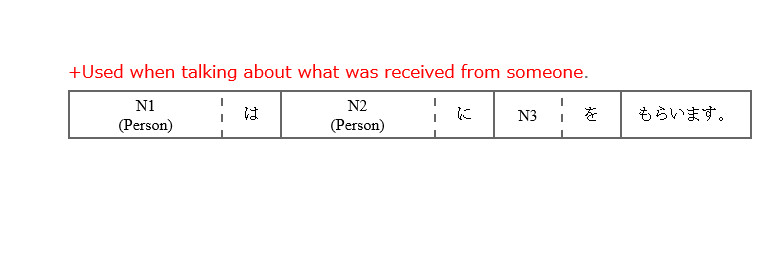 +Used when talking about what was received from someone.
N1 は N2 に N3 を もらいます。
(Person) (Person)